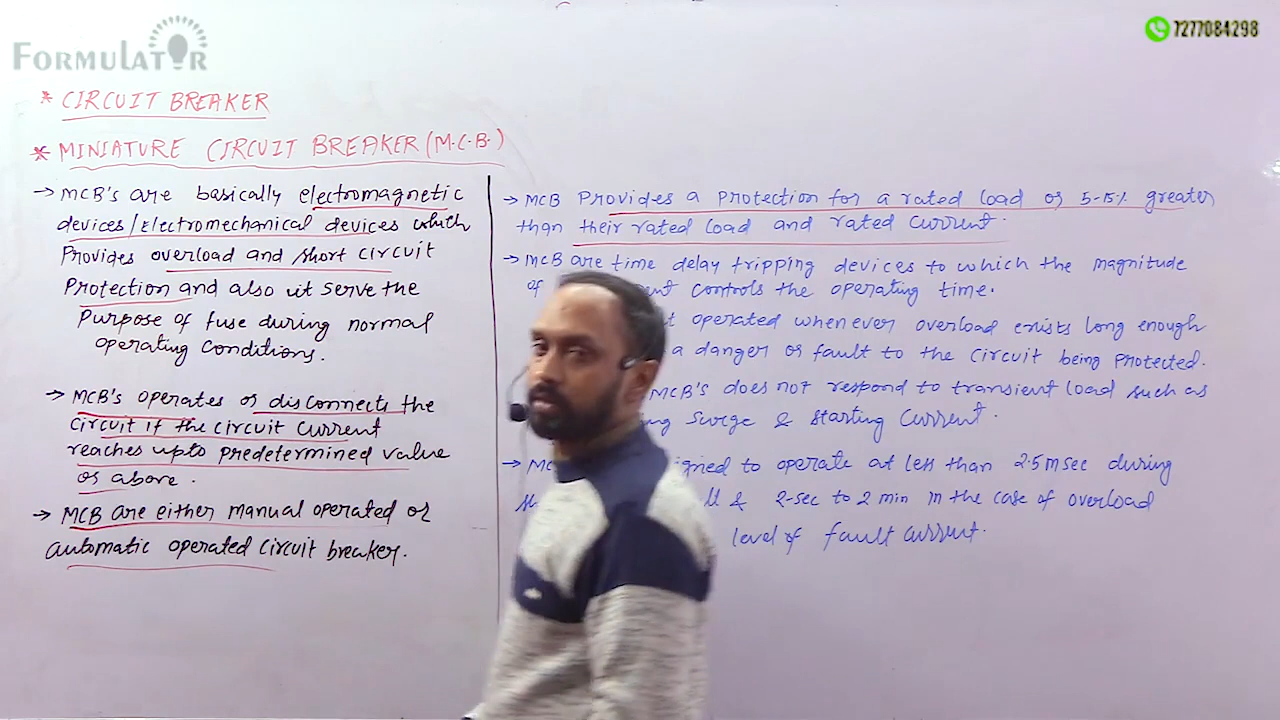 FORMULATOR
7277084298
* CIRCUIT BREAKER
* MINIATURE CIRCUIT BREAKER (M.C.B.)
→ MCB's are basically electromagnetic
devices/Electromechanical devices which
Provides overload and short circuit
Protection and also it serve the
Purpose of fuse during normal
operating conditions.
→ MCB's operates or disconnects the
circuit if the circuit current
reaches upto predetermined value
or above.
→ MCB are either manual operated or
automatic operated circuit breaker.
→ MCB Provides a Protection for a rated load or 5-15% greater
than their rated load and rated current.
→ MCB are time delay tripping devices to which the magnitude
of controls the operating time.
operated whenever overload exists long enough
a danger or fault to the circuit being protected.
MCB's does not respond to transient load such as
surge & starting current.
→ to operate at less than 2.5 msec during
& 2-sec to 2 min in the case of overload
level of fault current.